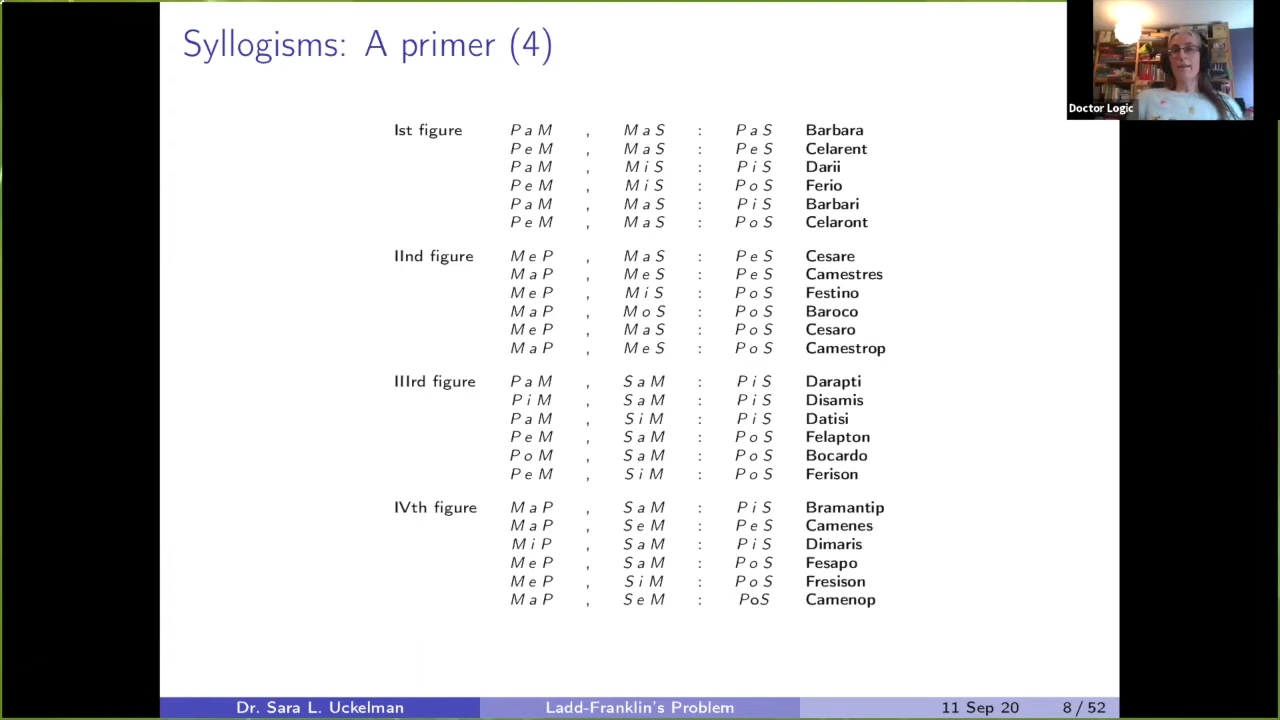 Syllogisms: A primer (4)
Doctor Logic
Ist figure P a M , M a S : P a S Barbara
P e M , M a S : P e S Celarent
P a M , M i S : P i S Darii
P e M , M i S : P o S Ferio
P a M , M a S : P i S Barbari
P e M , M a S : P o S Celaront
IInd figure M e P , M a S : P e S Cesare
M a P , M e S : P e S Camestres
M e P , M i S : P o S Festino
M a P , M o S : P o S Baroco
M e P , M a S : P o S Cesaro
M a P , M e S : P o S Camestrop
IIIrd figure P a M , S a M : P i S Darapti
P i M , S a M : P i S Disamis
P a M , S i M : P i S Datisi
P e M , S a M : P o S Felapton
P o M , S a M : P o S Bocardo
P e M , S i M : P o S Ferison
IVth figure M a P , S a M : P i S Bramantip
M a P , S e M : P e S Camenes
M i P , S a M : P i S Dimaris
M e P , S a M : P o S Fesapo
M e P , S i M : P o S Fresison
M a P , S e M : PoS Camenop
Dr. Sara L. Uckelman Ladd-Franklin's Problem 11 Sep 20 8 / 52